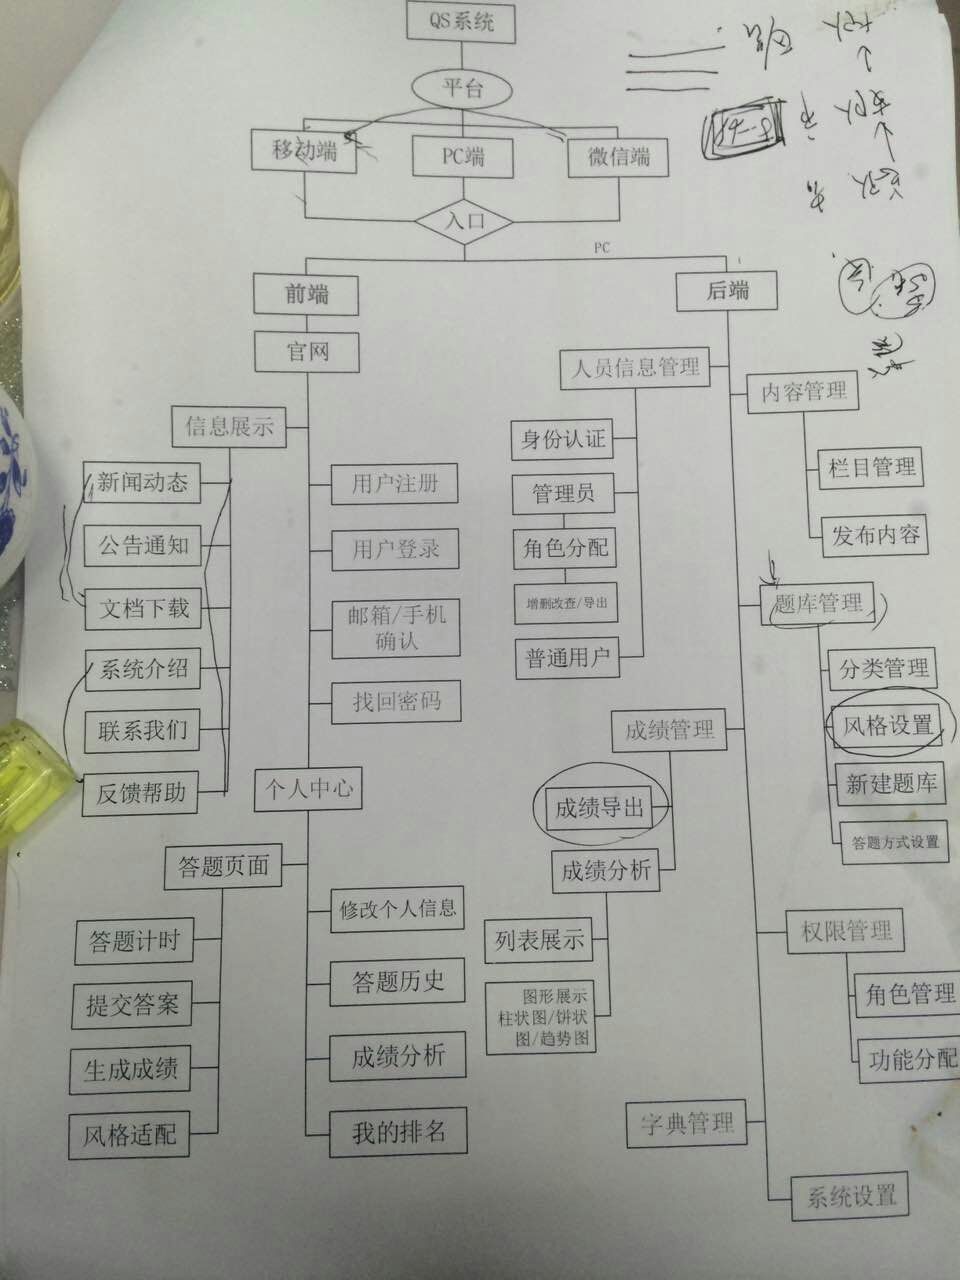 QS系统
平台
移动端
PC端
微信端
入口
PC
前端
后端
官网
人员信息管理
内容管理
信息展示
身份认证
栏目管理
新闻动态
用户注册
管理员
发布内容
公告通知
用户登录
角色分配
文档下载
邮箱/手机
确认
增删改查/导出
题库管理
系统介绍
普通用户
分类管理
联系我们
找回密码
成绩管理
风格设置
反馈帮助
个人中心
成绩导出
新建题库
答题页面
成绩分析
答题方式设置
答题计时
修改个人信息
列表展示
权限管理
提交答案
答题历史
图形展示
柱状图/饼状
图/趋势图
角色管理
生成成绩
成绩分析
功能分配
风格适配
我的排名
字典管理
系统设置